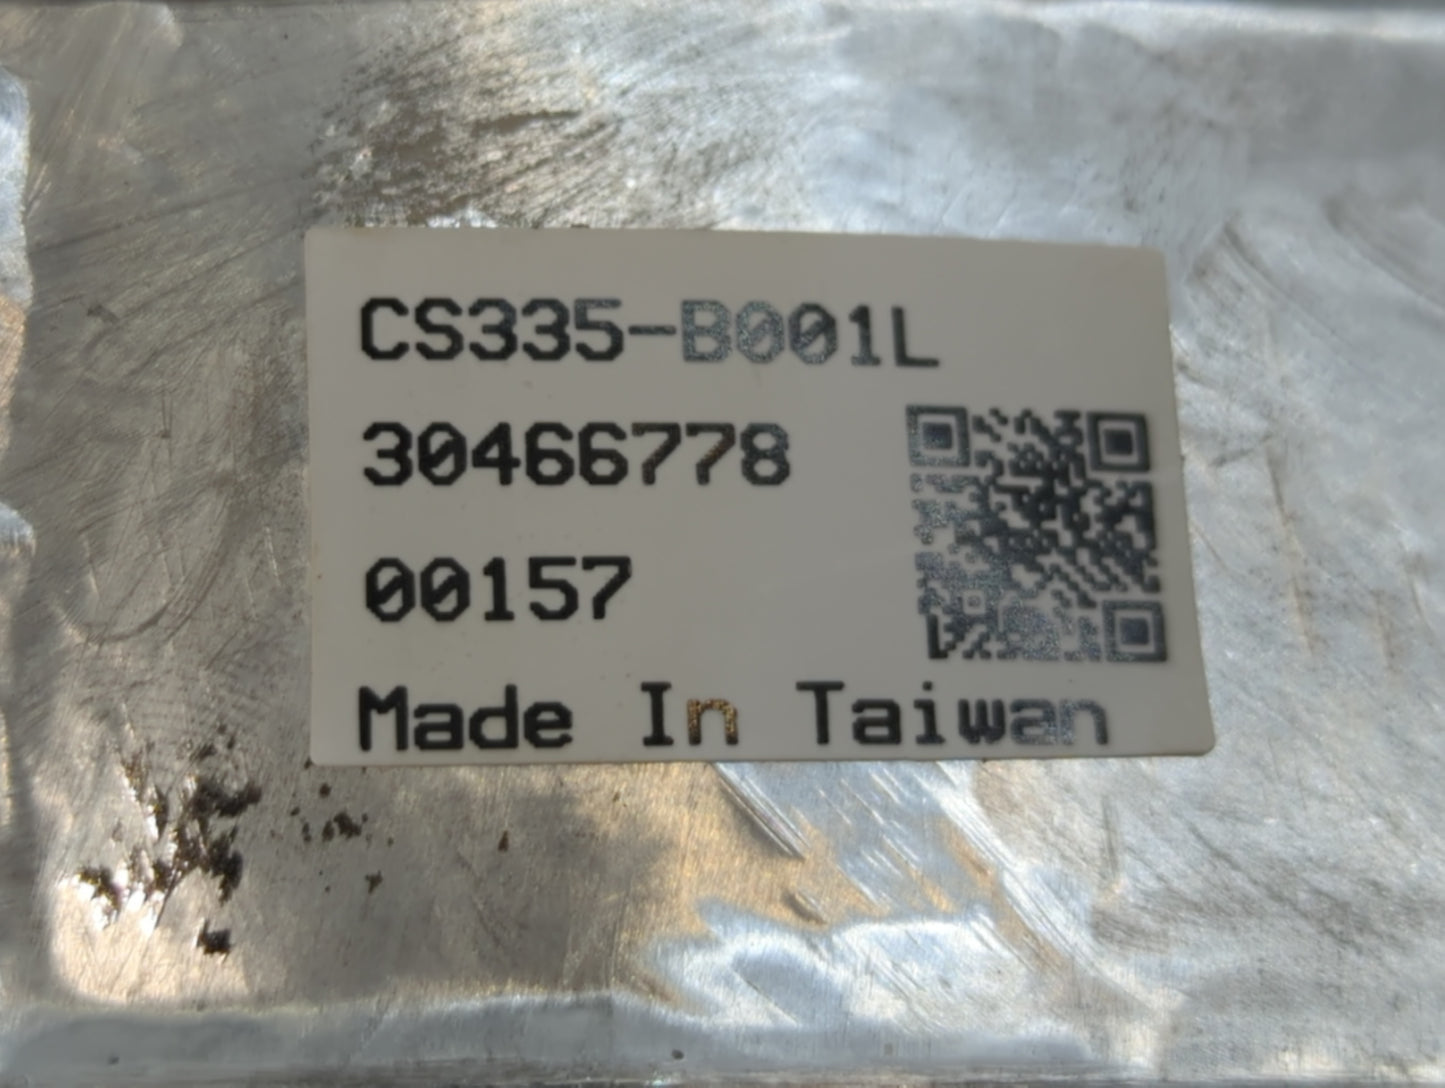 CS335-B001L
30466778
00157
Made In Taiwan